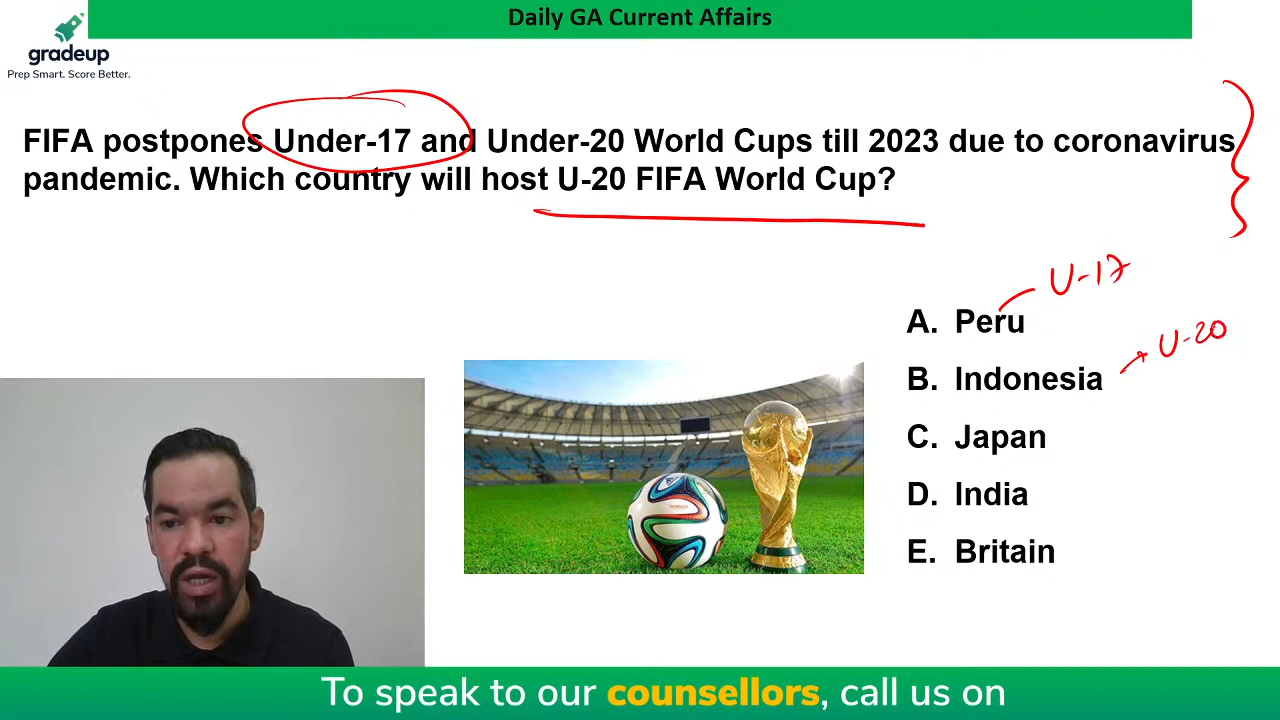 Daily GA Current Affairs
gradeup
Prep Smart. Score Better.
FIFA postpones Under-17 and Under-20 World Cups till 2023 due to coronavirus
pandemic. Which country will host U-20 FIFA World Cup?
U-17
A. Peru
U-20
B. Indonesia
C. Japan
D. India
E. Britain
To speak to our counsellors, call us on